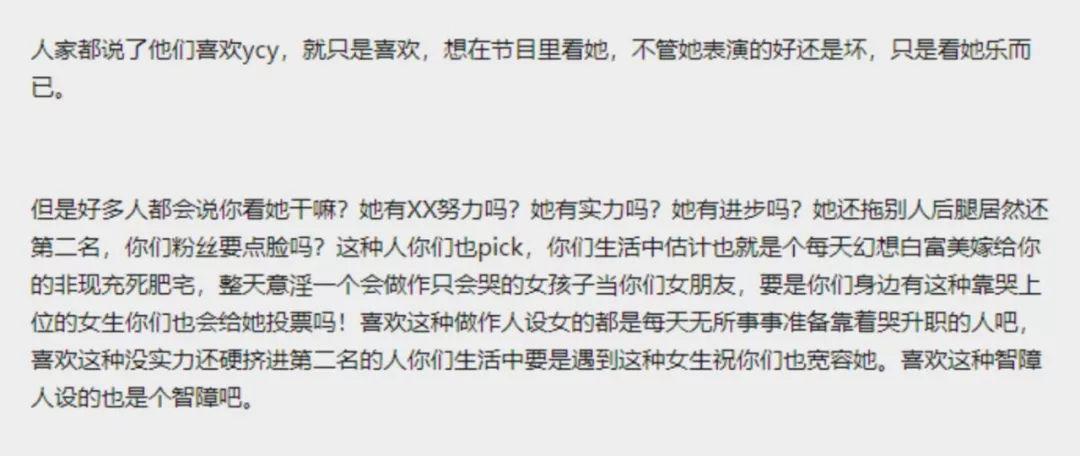 人家都说了他们喜欢ycy，就只是喜欢，想在节目里看她，不管她表演的好还是坏，只是看她乐而
已。
但是好多人都会说你看她干嘛？她有XX努力吗？她有实力吗？她有进步吗？她还拖别人后腿居然还
第二名，你们粉丝要点脸吗？这种人你们也pick，你们生活中估计也就是个每天幻想白富美嫁给你
的非现充死肥宅，整天意淫一个会做作只会哭的女孩子当你们女朋友，要是你们身边有这种靠哭上
位的女生你们也会给她投票吗！喜欢这种做作人设女的都是每天无所事事准备靠着哭升职的人吧，
喜欢这种没实力还硬挤进第二名的人你们生活中要是遇到这种女生祝你们也宽容她。喜欢这种智障
人设的也是个智障吧。